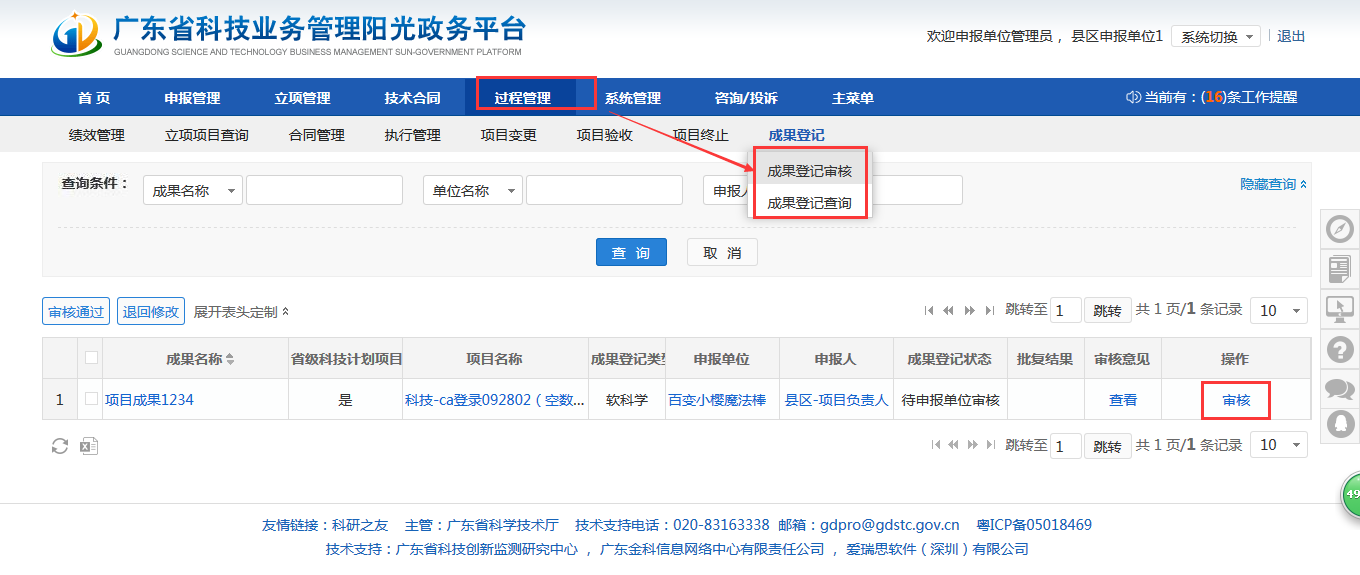 广东省科技业务管理阳光政务平台
GUANGDONG SCIENCE AND TECHNOLOGY BUSINESS MANAGEMENT SUN-GOVERNMENT PLATFORM
欢迎申报单位管理员，县区申报单位1 系统切换 退出
首 页 申报管理 立项管理 技术合同 过程管理 系统管理 咨询/投诉 主菜单 当前有：(16)条工作提醒
绩效管理 立项项目查询 合同管理 执行管理 项目变更 项目验收 项目终止 成果登记
成果登记审核
成果登记查询
查询条件： 成果名称 单位名称 申报人 隐藏查询
查 询 取 消
审核通过 退回修改 展开表头定制 跳转至 1 跳转 共 1 页/1 条记录 10
成果名称 省级科技计划项目 项目名称 成果登记类型 申报单位 申报人 成果登记状态 批复结果 审核意见 操作
1 项目成果1234 是 科技-ca登录092802（空数... 软科学 百变小樱魔法棒 县区-项目负责人 待申报单位审核 查看 审核
跳转至 1 跳转 共 1 页/1 条记录 10
49
友情链接：科研之友 主管：广东省科学技术厅 技术支持电话：020-83163338 邮箱：gdpro@gdstc.gov.cn 粤ICP备05018469
技术支持：广东省科技创新监测研究中心 ，广东金科信息网络中心有限责任公司 ，爱瑞思软件（深圳）有限公司